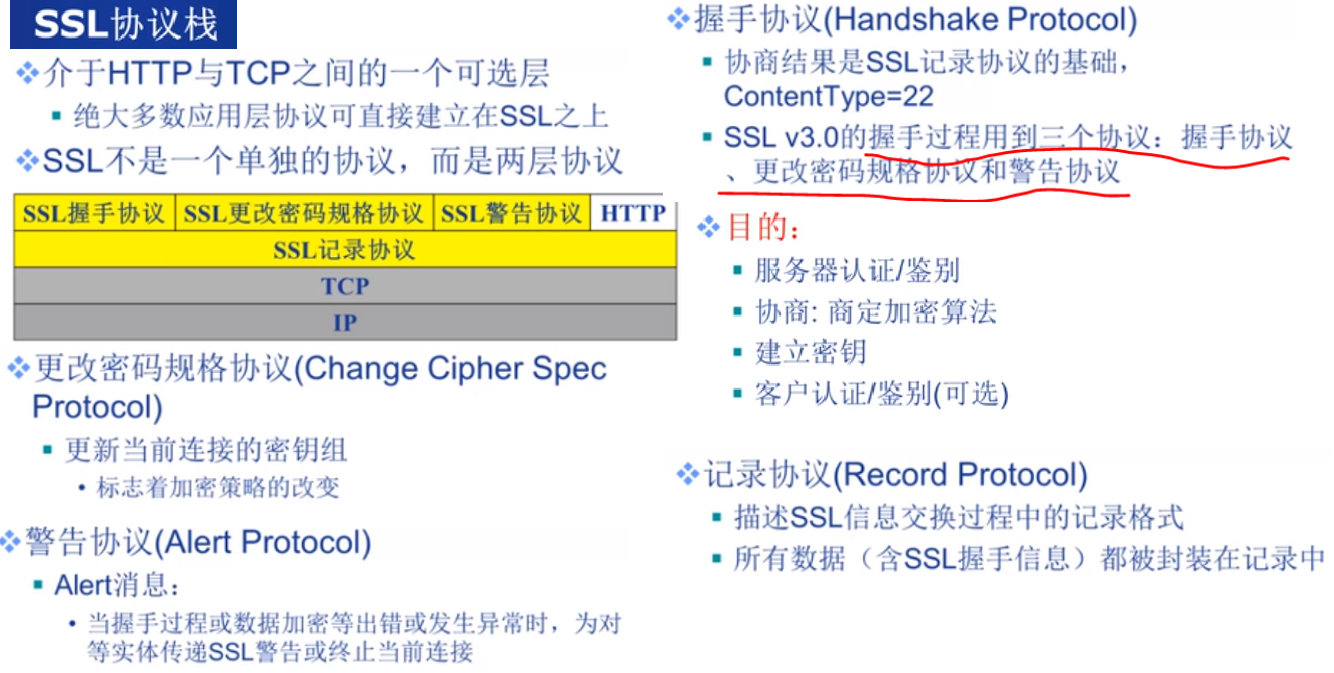 SSL协议栈
介于HTTP与TCP之间的一个可选层
绝大多数应用层协议可直接建立在SSL之上
SSL不是一个单独的协议，而是两层协议
SSL握手协议 SSL更改密码规格协议 SSL警告协议 HTTP
SSL记录协议
TCP
IP
更改密码规格协议(Change Cipher Spec
Protocol)
更新当前连接的密钥组
标志着加密策略的改变
警告协议(Alert Protocol)
Alert消息：
当握手过程或数据加密等出错或发生异常时，为对
等实体传递SSL警告或终止当前连接
握手协议(Handshake Protocol)
协商结果是SSL记录协议的基础，
ContentType=22
SSL v3.0的握手过程用到三个协议：握手协议
、更改密码规格协议和警告协议
目的：
服务器认证/鉴别
协商: 商定加密算法
建立密钥
客户认证/鉴别(可选)
记录协议(Record Protocol)
描述SSL信息交换过程中的记录格式
所有数据（含SSL握手信息）都被封装在记录中